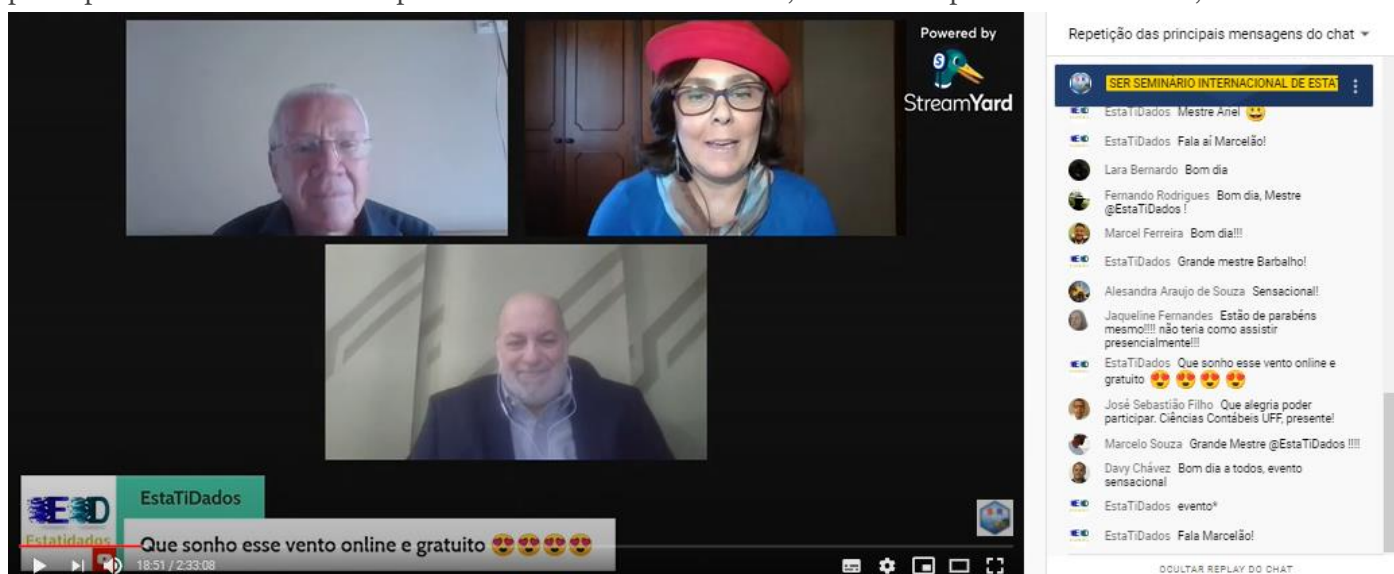 Powered by
StreamYard
EstaTiDados
Estatidados
Que sonho esse vento online e gratuito 😍😍😍😍
18:51 / 2:33:08
Repetição das principais mensagens do chat
SER SEMINÁRIO INTERNACIONAL DE ESTAT
EstaTiDados Mestre Ariel 😃
EstaTiDados Fala aí Marcelão!
Lara Bernardo Bom dia
Fernando Rodrigues Bom dia, Mestre
@EstaTiDados !
Marcel Ferreira Bom dia!!!
EstaTiDados Grande mestre Barbalho!
Alesandra Araujo de Souza Sensacional!
Jaqueline Fernandes Estão de parabéns
mesmo!!!! não teria como assistir
presencialmente!!!
EstaTiDados Que sonho esse vento online e
gratuito 😍 😍 😍 😍
José Sebastião Filho Que alegria poder
participar. Ciências Contábeis UFF, presente!
Marcelo Souza Grande Mestre @EstaTiDados !!!!
Davy Chávez Bom dia a todos, evento
sensacional
EstaTiDados evento*
EstaTiDados Fala Marcelão!
OCULTAR REPLAY DO CHAT